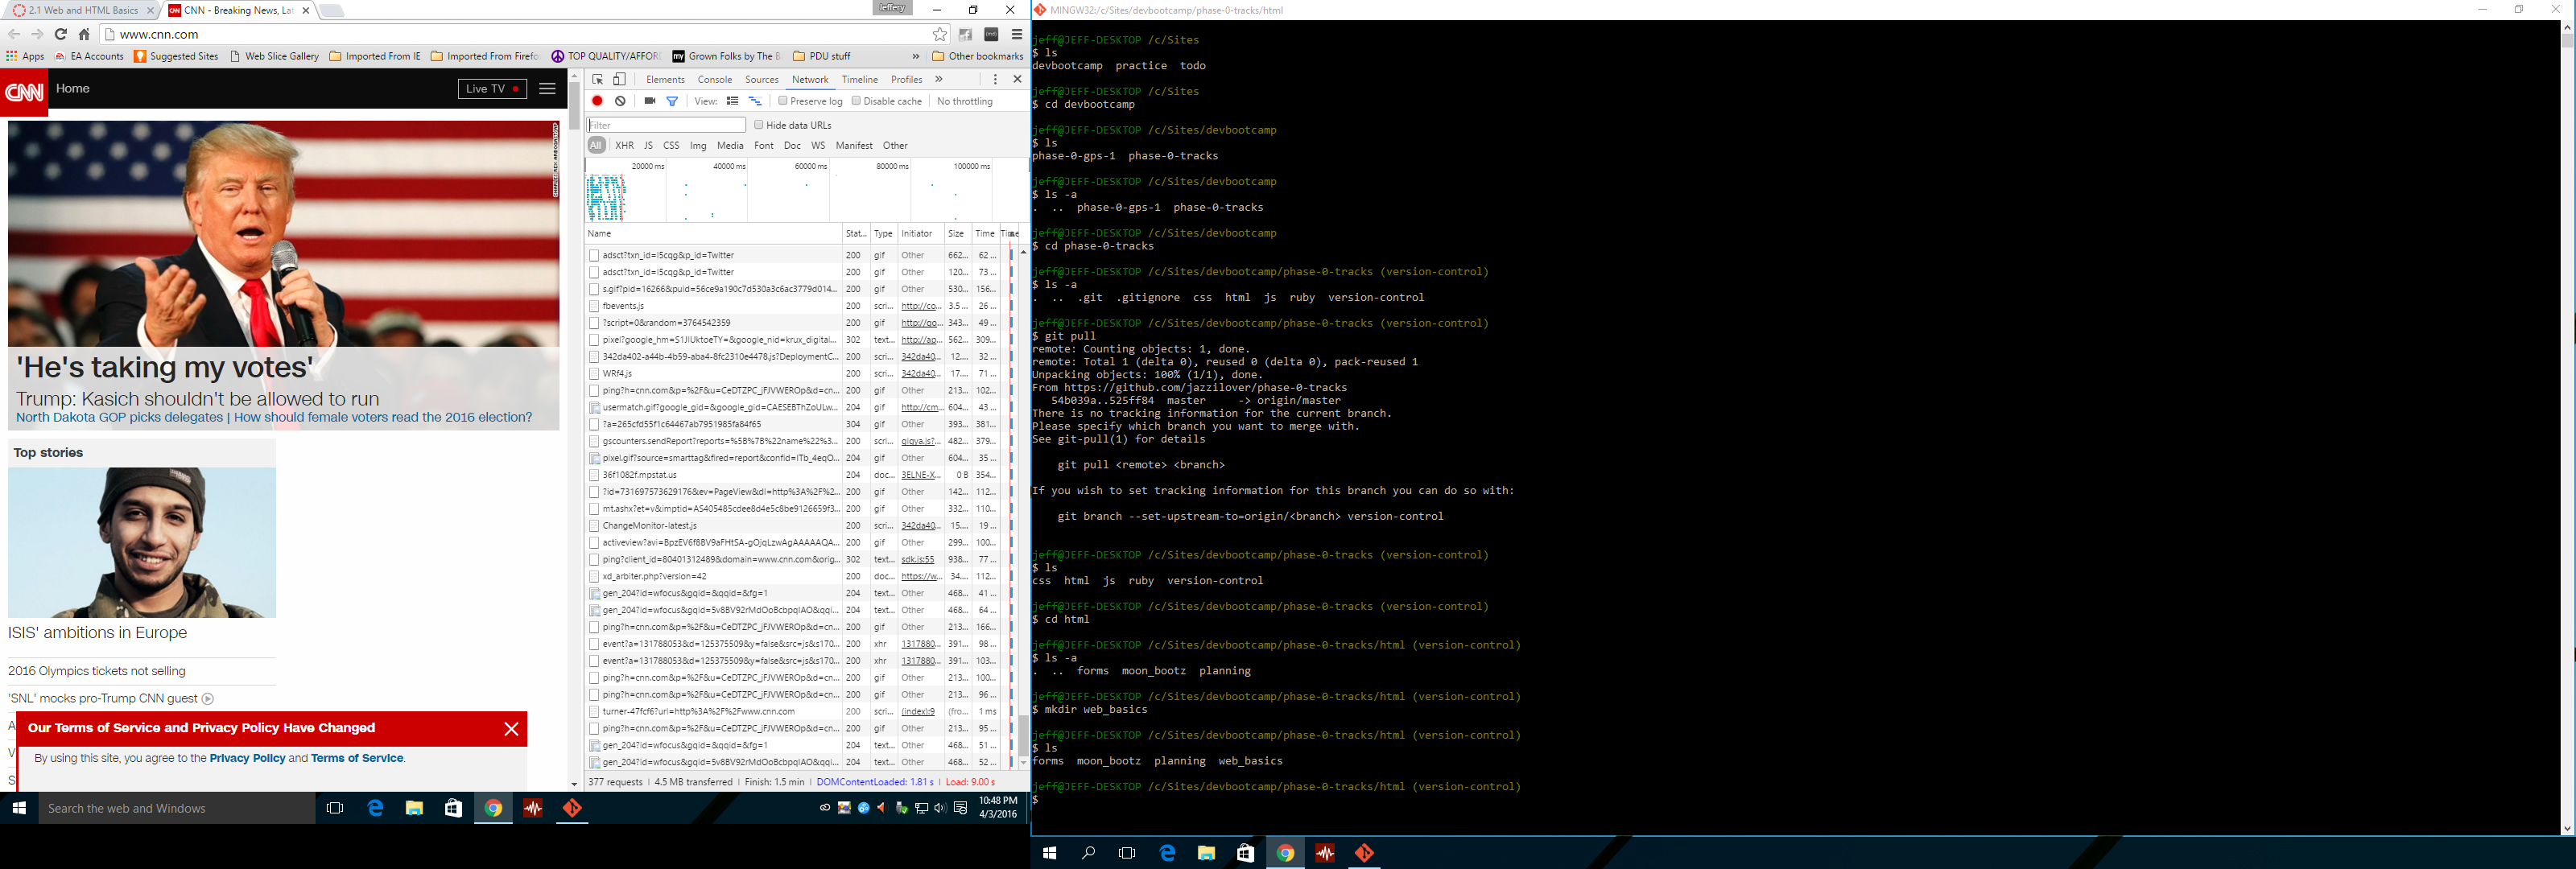 2.1 Web and HTML Basics
CNN - Breaking News, Lat
Jeffery
www.cnn.com
Apps
EA Accounts
Suggested Sites
Web Slice Gallery
Imported From IE
Imported From Firefo
TOP QUALITY/AFFOR
Grown Folks by The B
PDU stuff
»
Other bookmarks
CNN
Home
Live TV
'He's taking my votes'
Trump: Kasich shouldn't be allowed to run
North Dakota GOP picks delegates | How should female voters read the 2016 election?
Top stories
ISIS' ambitions in Europe
2016 Olympics tickets not selling
'SNL' mocks pro-Trump CNN guest
A
V
S
Our Terms of Service and Privacy Policy Have Changed
By using this site, you agree to the Privacy Policy and Terms of Service.
Elements Console Sources Network Timeline Profiles »
View: Preserve log Disable cache No throttling
Filter Hide data URLs
All XHR JS CSS Img Media Font Doc WS Manifest Other
20000 ms 40000 ms 60000 ms 80000 ms 100000 ms
Name Stat... Type Initiator Size Time
adsct?txn_id=l5cqg&p_id=Twitter 200 gif Other 662... 62 ...
adsct?txn_id=l5cqg&p_id=Twitter 200 gif Other 120... 73 ...
s.gif?pid=16266&puid=56ce9a190c7d530a3c6ac3779d014... 200 gif Other 530... 156...
fbevents.js 200 scri... http://co... 3.5 ... 26 ...
?script=0&random=3764542359 200 gif http://go... 343... 49 ...
302 text... http://ap... 562... 309...
342da402-a44b-4b59-aba4-8fc2310e4478.js?DeploymentC... 200 scri... 342da40... 12.... 32 ...
WRf4.js 200 scri... 342da40... 17.... 71 ...
ping?h=cnn.com&p=%2F&u=CeDTZPC_jFJVWEROp&d=cn... 200 gif Other 213... 102...
204 gif http://cm... 604... 43 ...
?a=265cfd55f1c64467ab7951985fa84f65 304 gif Other 393... 381...
gscounters.sendReport?reports=%5B%7B%22name%22%3... 200 scri... gigya.js?... 482... 379...
pixel.gif?source=smarttag&fired=report&confid=ITb_4eqO... 204 gif Other 604... 35 ...
36f1082f.mpstat.us 204 doc... 3ELNE-X... 0 B 354...
?id=731697573629176&ev=PageView&dl=http%3A%2F%2... 200 gif Other 142... 112...
mt.ashx?et=v&imptid=AS405485cdee8d4e5c8be9126659f3... 200 gif Other 332... 110...
ChangeMonitor-latest.js 200 scri... 342da40... 15.... 19 ...
200 gif Other 299... 100...
ping?client_id=80401312489&domain=www.cnn.com&orig... 302 text... sdk.js:55 938... 77 ...
xd_arbiter.php?version=42 200 doc... https://w... 34.... 112...
gen_204?id=wfocus&gqid=&qqid=&fg=1 204 text... Other 468... 41 ...
204 text... Other 468... 64 ...
ping?h=cnn.com&p=%2F&u=CeDTZPC_jFJVWEROp&d=cn... 200 gif Other 213... 166...
event?a=131788053&d=125375509&y=false&src=js&s170... 200 xhr 1317880... 391... 98 ...
event?a=131788053&d=125375509&y=false&src=js&s170... 200 xhr 1317880... 391... 103...
ping?h=cnn.com&p=%2F&u=CeDTZPC_jFJVWEROp&d=cn... 200 gif Other 213... 100...
ping?h=cnn.com&p=%2F&u=CeDTZPC_jFJVWEROp&d=cn... 200 gif Other 213... 96 ...
turner-47fcf6?url=http%3A%2F%2Fwww.cnn.com 200 scri... (index):9 (fro... 1 ms
ping?h=cnn.com&p=%2F&u=CeDTZPC_jFJVWEROp&d=cn... 200 gif Other 213... 95 ...
gen_204?id=wfocus&gqid=&qqid=&fg=1 204 text... Other 468... 51 ...
204 text... Other 468... 52 ...
377 requests | 4.5 MB transferred | Finish: 1.5 min | DOMContentLoaded: 1.81 s | Load: 9.00 s
Search the web and Windows
10:48 PM
4/3/2016
MINGW32:/c/Sites/devbootcamp/phase-0-tracks/html
jeff@JEFF-DESKTOP /c/Sites
$ ls
devbootcamp practice todo
jeff@JEFF-DESKTOP /c/Sites
$ cd devbootcamp
jeff@JEFF-DESKTOP /c/Sites/devbootcamp
$ ls
phase-0-gps-1 phase-0-tracks
jeff@JEFF-DESKTOP /c/Sites/devbootcamp
$ ls -a
. .. phase-0-gps-1 phase-0-tracks
jeff@JEFF-DESKTOP /c/Sites/devbootcamp
$ cd phase-0-tracks
jeff@JEFF-DESKTOP /c/Sites/devbootcamp/phase-0-tracks (version-control)
$ ls -a
. .. .git .gitignore css html js ruby version-control
jeff@JEFF-DESKTOP /c/Sites/devbootcamp/phase-0-tracks (version-control)
$ git pull
remote: Counting objects: 1, done.
remote: Total 1 (delta 0), reused 0 (delta 0), pack-reused 1
Unpacking objects: 100% (1/1), done.
From https://github.com/jazzilover/phase-0-tracks
54b039a..525ff84 master -> origin/master
There is no tracking information for the current branch.
Please specify which branch you want to merge with.
See git-pull(1) for details
git pull <remote> <branch>
If you wish to set tracking information for this branch you can do so with:
git branch --set-upstream-to=origin/<branch> version-control
jeff@JEFF-DESKTOP /c/Sites/devbootcamp/phase-0-tracks (version-control)
$ ls
css html js ruby version-control
jeff@JEFF-DESKTOP /c/Sites/devbootcamp/phase-0-tracks (version-control)
$ cd html
jeff@JEFF-DESKTOP /c/Sites/devbootcamp/phase-0-tracks/html (version-control)
$ ls -a
. .. forms moon_bootz planning
jeff@JEFF-DESKTOP /c/Sites/devbootcamp/phase-0-tracks/html (version-control)
$ mkdir web_basics
jeff@JEFF-DESKTOP /c/Sites/devbootcamp/phase-0-tracks/html (version-control)
$ ls
forms moon_bootz planning web_basics
jeff@JEFF-DESKTOP /c/Sites/devbootcamp/phase-0-tracks/html (version-control)
$